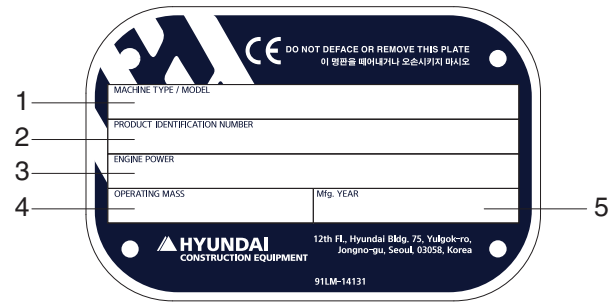 CE DO NOT DEFACE OR REMOVE THIS PLATE
이 명판을 떼어내거나 오손시키지 마시오
1 MACHINE TYPE / MODEL
2 PRODUCT IDENTIFICATION NUMBER
3 ENGINE POWER
4 OPERATING MASS Mfg. YEAR 5
HYUNDAI
CONSTRUCTION EQUIPMENT
12th Fl., Hyundai Bldg. 75, Yulgok-ro,
Jongno-gu, Seoul, 03058, Korea
91LM-14131